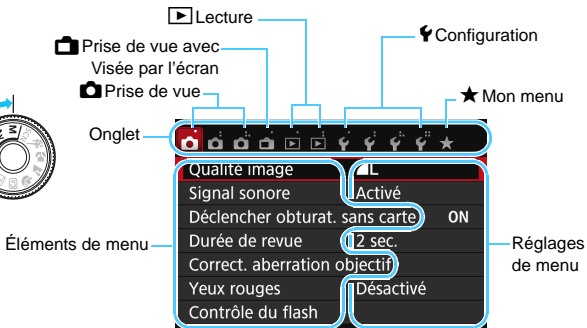 Lecture
Prise de vue avec
Visée par l'écran
Configuration
Prise de vue
Mon menu
Onglet
Qualité image L
Signal sonore Activé
Déclencher obturat. sans carte ON
Éléments de menu
Durée de revue 2 sec.
Réglages
de menu
Correct. aberration objectif
Yeux rouges Désactivé
Contrôle du flash
M